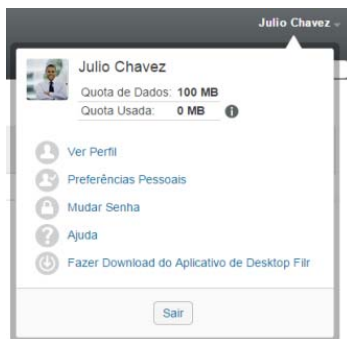 Julio Chavez
Julio Chavez
Quota de Dados: 100 MB
Quota Usada: 0 MB
Ver Perfil
Preferências Pessoais
Mudar Senha
Ajuda
Fazer Download do Aplicativo de Desktop Filr
Sair